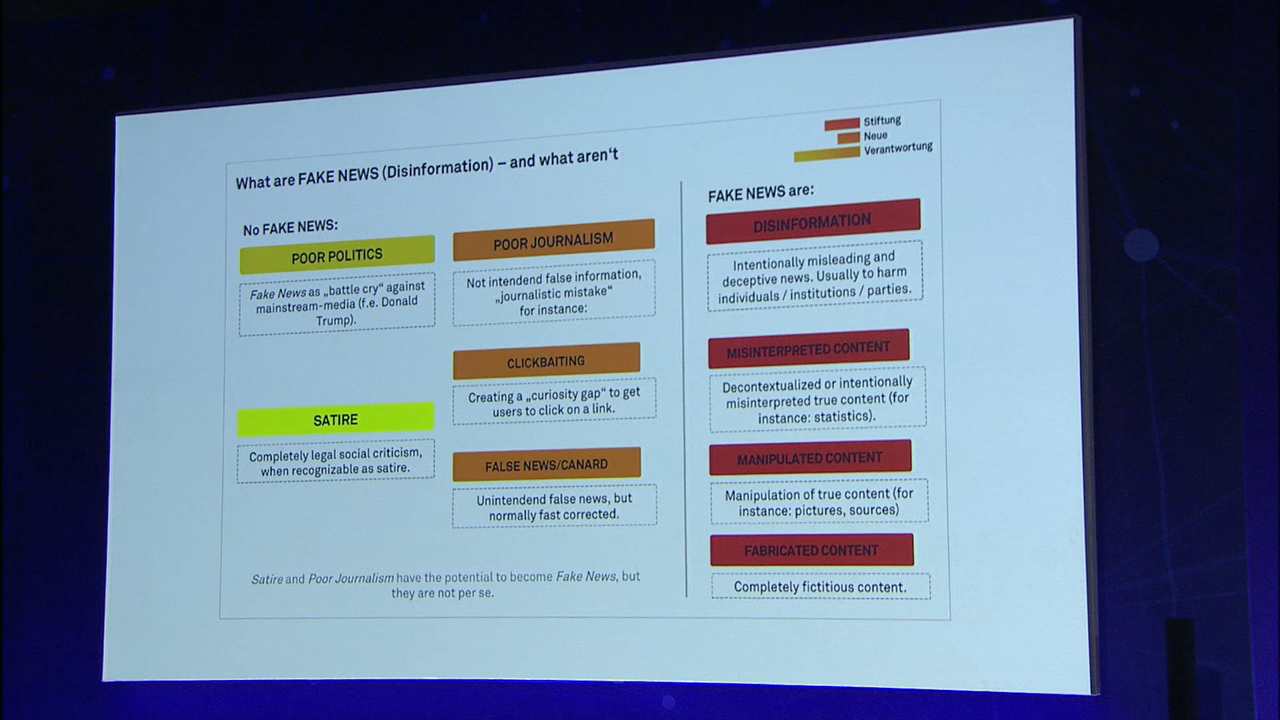 Stiftung
Neue
Verantwortung
What are FAKE NEWS (Disinformation) – and what aren't
No FAKE NEWS:
POOR POLITICS
Fake News as „battle cry“ against
mainstream-media (f.e. Donald
Trump).
SATIRE
Completely legal social criticism,
when recognizable as satire.
POOR JOURNALISM
Not intendend false information,
„journalistic mistake“
for instance:
CLICKBAITING
Creating a „curiosity gap“ to get
users to click on a link.
FALSE NEWS/CANARD
Unintendend false news, but
normally fast corrected.
Satire and Poor Journalism have the potential to become Fake News, but
they are not per se.
FAKE NEWS are:
DISINFORMATION
Intentionally misleading and
deceptive news. Usually to harm
individuals / institutions / parties.
MISINTERPRETED CONTENT
Decontextualized or intentionally
misinterpreted true content (for
instance: statistics).
MANIPULATED CONTENT
Manipulation of true content (for
instance: pictures, sources)
FABRICATED CONTENT
Completely fictitious content.